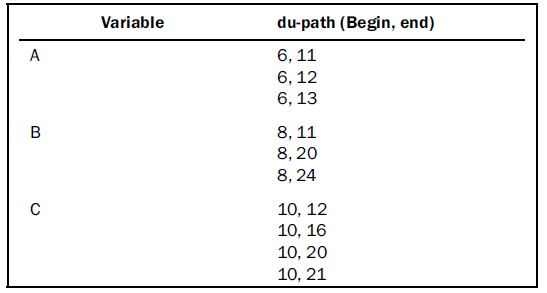 Variable du-path (Begin, end)
A 6, 11
6, 12
6, 13
B 8, 11
8, 20
8, 24
C 10, 12
10, 16
10, 20
10, 21